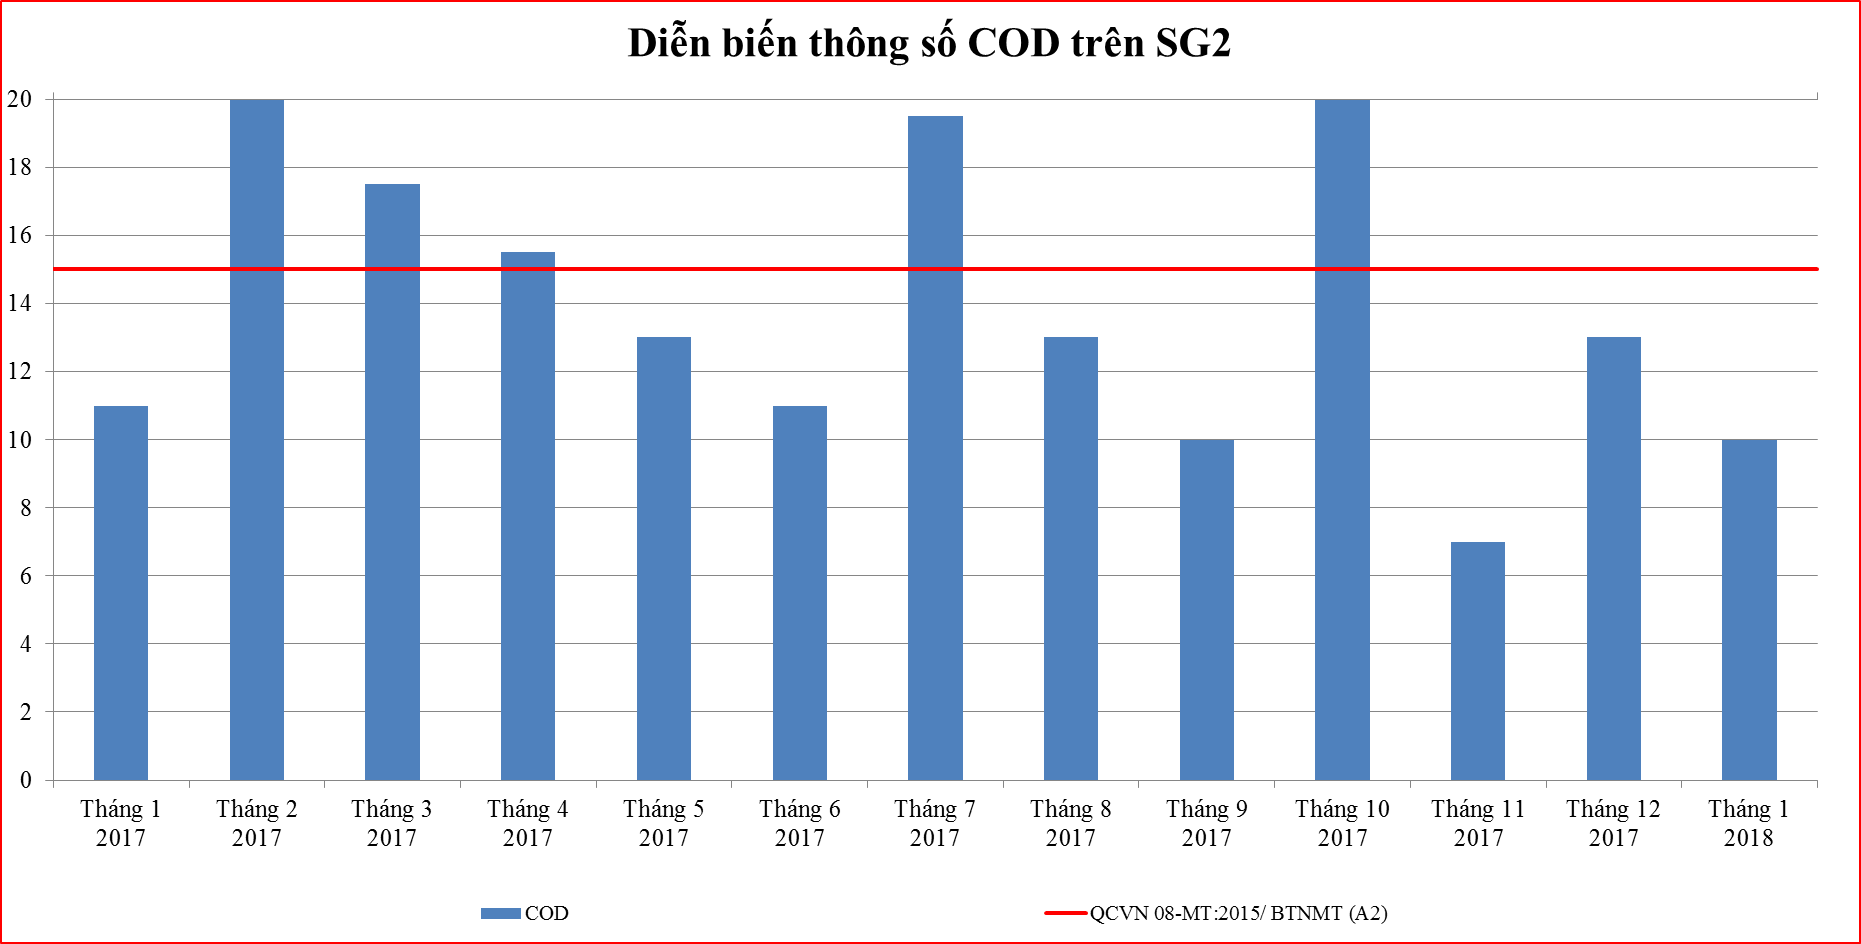 Diễn biến thông số COD trên SG2
20
18
16
14
12
10
8
6
4
2
0
Tháng 1
2017
Tháng 2
2017
Tháng 3
2017
Tháng 4
2017
Tháng 5
2017
Tháng 6
2017
Tháng 7
2017
Tháng 8
2017
Tháng 9
2017
Tháng 10
2017
Tháng 11
2017
Tháng 12
2017
Tháng 1
2018
COD
QCVN 08-MT:2015/ BTNMT (A2)